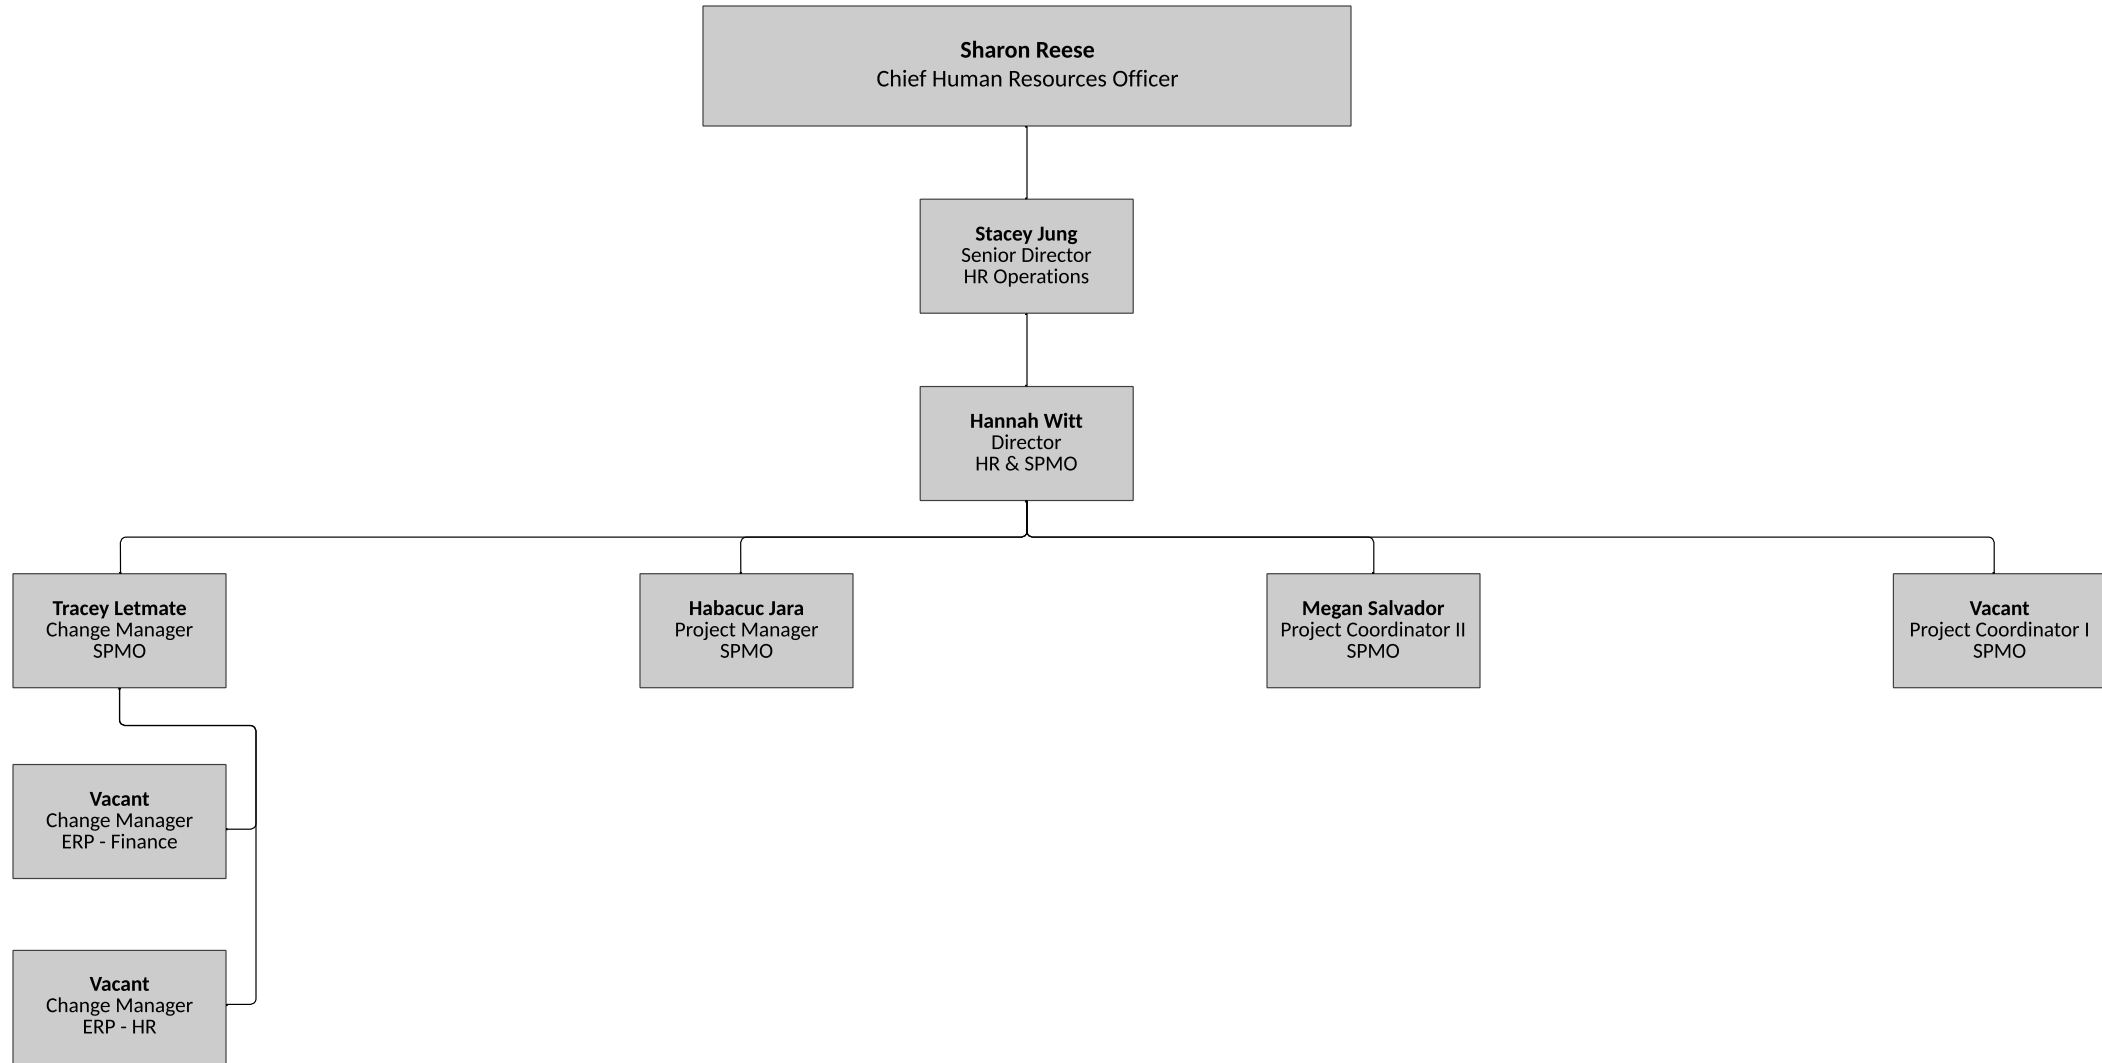 Sharon Reese
Chief Human Resources Officer
Stacey Jung
Senior Director
HR Operations
Hannah Witt
Director
HR & SPMO
Tracey Letmate
Change Manager
SPMO
Habacuc Jara
Project Manager
SPMO
Megan Salvador
Project Coordinator II
SPMO
Vacant
Project Coordinator I
SPMO
Vacant
Change Manager
ERP - Finance
Vacant
Change Manager
ERP - HR